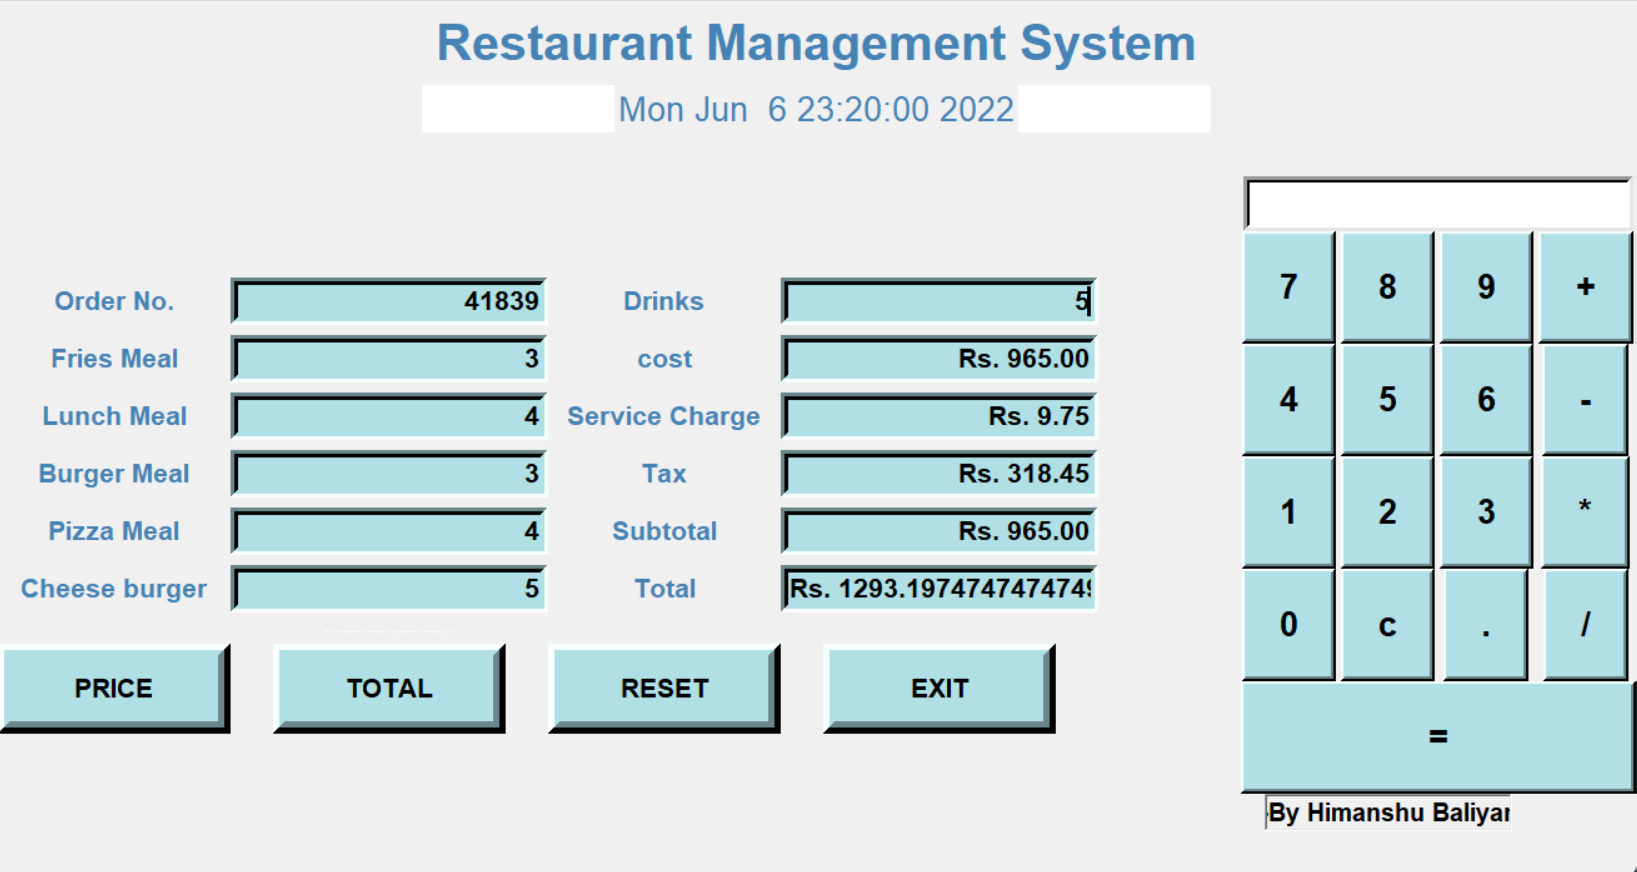 Restaurant Management System
Mon Jun  6 23:20:00 2022
Order No. 41839 Drinks 5
Fries Meal 3 cost Rs. 965.00
Lunch Meal 4 Service Charge Rs. 9.75
Burger Meal 3 Tax Rs. 318.45
Pizza Meal 4 Subtotal Rs. 965.00
Cheese burger 5 Total Rs. 1293.1974747474749
PRICE TOTAL RESET EXIT
7 8 9 +
4 5 6 -
1 2 3 *
0 c . /
=
By Himanshu Baliyan